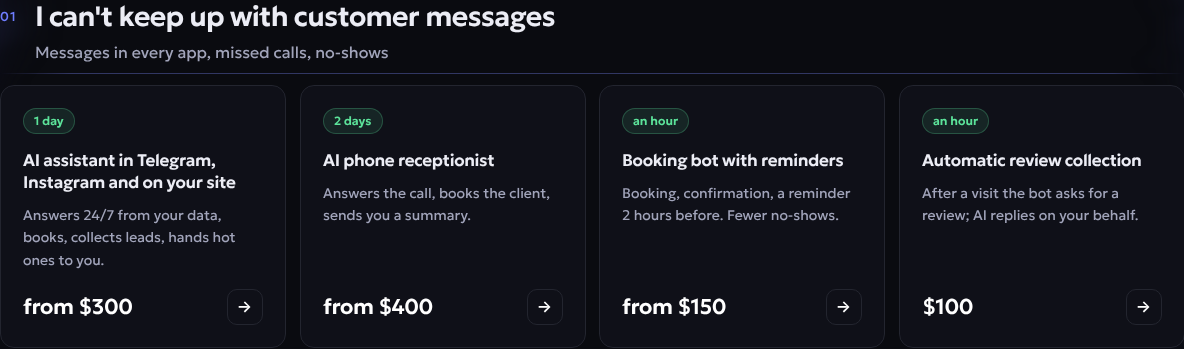 01
I can't keep up with customer messages
Messages in every app, missed calls, no-shows
1 day
AI assistant in Telegram,
Instagram and on your site
Answers 24/7 from your data,
books, collects leads, hands hot
ones to you.
from $300
→
2 days
AI phone receptionist
Answers the call, books the client,
sends you a summary.
from $400
→
an hour
Booking bot with reminders
Booking, confirmation, a reminder
2 hours before. Fewer no-shows.
from $150
→
an hour
Automatic review collection
After a visit the bot asks for a
review; AI replies on your behalf.
$100
→